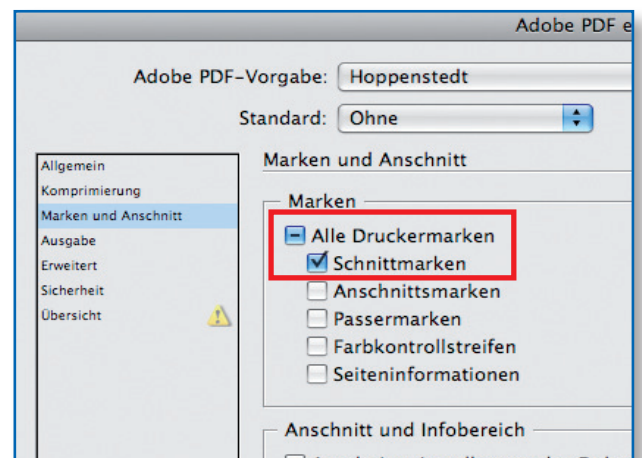 Adobe PDF e
Adobe PDF-Vorgabe: Hoppenstedt
Standard: Ohne
Allgemein
Komprimierung
Marken und Anschnitt
Ausgabe
Erweitert
Sicherheit
Übersicht
Marken und Anschnitt
Marken
Alle Druckermarken
Schnittmarken
Anschnittsmarken
Passermarken
Farbkontrollstreifen
Seiteninformationen
Anschnitt und Infobereich